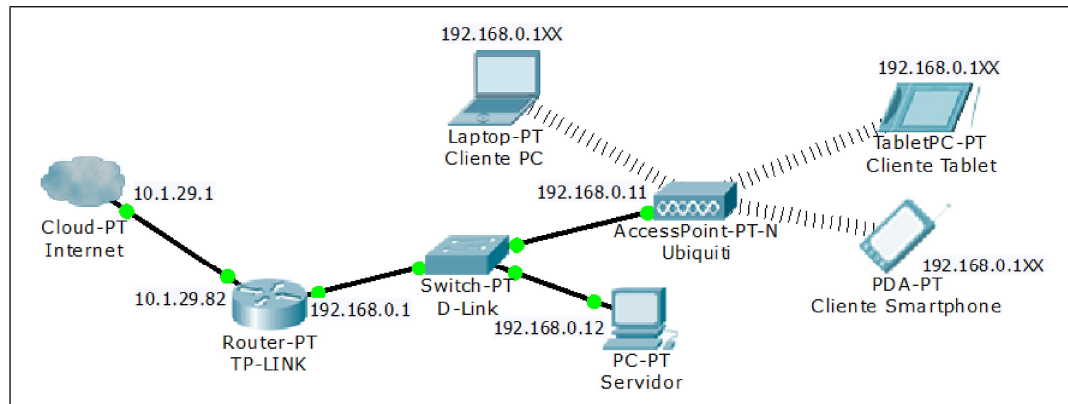 192.168.0.1XX
Laptop-PT
Cliente PC
192.168.0.1XX
TabletPC-PT
Cliente Tablet
10.1.29.1
Cloud-PT
Internet
192.168.0.11
AccessPoint-PT-N
Ubiquiti
192.168.0.1XX
PDA-PT
Cliente Smartphone
Switch-PT
D-Link
10.1.29.82
192.168.0.1
Router-PT
TP-LINK
192.168.0.12
PC-PT
Servidor